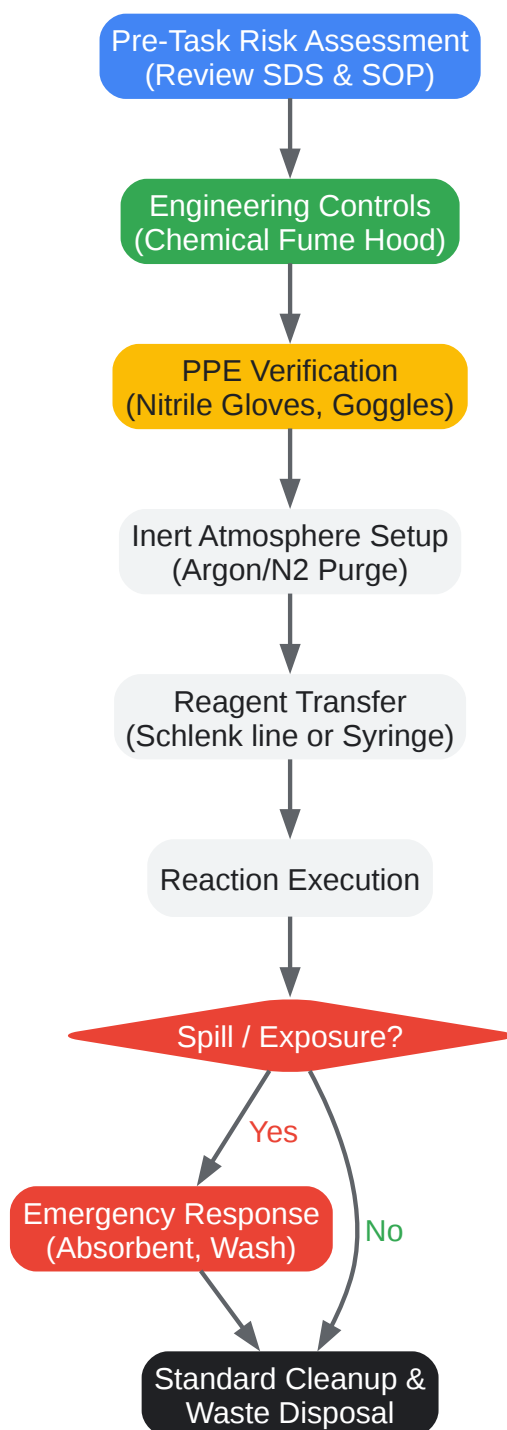 Pre-Task Risk Assessment
(Review SDS & SOP)
Engineering Controls
(Chemical Fume Hood)
PPE Verification
(Nitrile Gloves, Goggles)
Inert Atmosphere Setup
(Argon/N2 Purge)
Reagent Transfer
(Schlenk line or Syringe)
Reaction Execution
Spill / Exposure?
Yes
Emergency Response
(Absorbent, Wash)
No
Standard Cleanup &
Waste Disposal